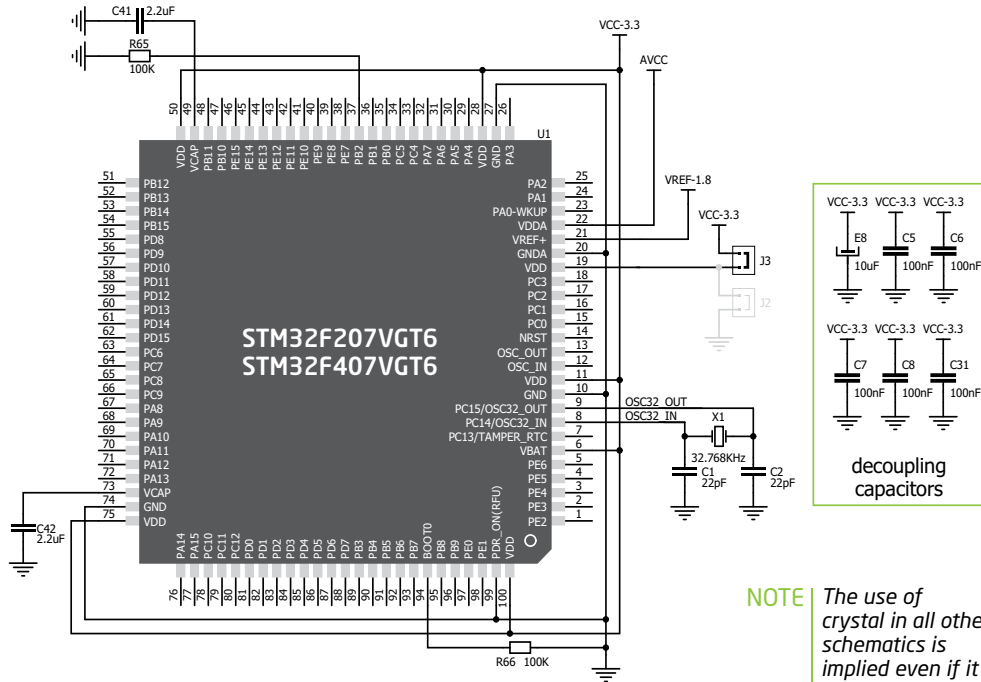 C41 2.2uF
R65
100K
VCC-3.3
AVCC
50 49 48 47 46 45 44 43 42 41 40 39 38 37 36 35 34 33 32 31 30 29 28 27 26
U1
VDD VCAP PB11 PB10 PE15 PE14 PE13 PE12 PE11 PE10 PE9 PE8 PE7 PB2 PB1 PB0 PC5 PC4 PA7 PA6 PA5 PA4 VDD GND PA3
51 PB12
52 PB13
53 PB14
54 PB15
55 PD8
56 PD9
57 PD10
58 PD11
59 PD12
60 PD13
61 PD14
62 PD15
63 PC6
64 PC7
65 PC8
66 PC9
67 PA8
68 PA9
69 PA10
70 PA11
71 PA12
72 PA13
73 VCAP
74 GND
75 VDD
STM32F207VGT6
STM32F407VGT6
PA2 25
PA1 24
PA0-WKUP 23
VDDA 22
VREF+ 21
GNDA 20
VDD 19
PC3 18
PC2 17
PC1 16
PC0 15
NRST 14
OSC_OUT 13
OSC_IN 12
VDD 11
GND 10
PC15/OSC32_OUT 9
PC14/OSC32_IN 8
PC13/TAMPER_RTC 7
VBAT 6
PE6 5
PE5 4
PE4 3
PE3 2
PE2 1
PA14 PA15 PC10 PC11 PC12 PD0 PD1 PD2 PD3 PD4 PD5 PD6 PD7 PB3 PB4 PB5 PB6 PB7 BOOT0 PB8 PB9 PE0 PE1 PDR_ON(RFU) VDD
76 77 78 79 80 81 82 83 84 85 86 87 88 89 90 91 92 93 94 95 96 97 98 99 100
C42
2.2uF
R66 100K
VREF-1.8
VCC-3.3
J3
J2
OSC32_OUT
OSC32_IN
X1
32.768KHz
C1
22pF
C2
22pF
VCC-3.3 VCC-3.3 VCC-3.3
E8 C5 C6
10uF 100nF 100nF
VCC-3.3 VCC-3.3 VCC-3.3
C7 C8 C31
100nF 100nF 100nF
decoupling
capacitors
NOTE The use of
crystal in all othe
schematics is
implied even if it